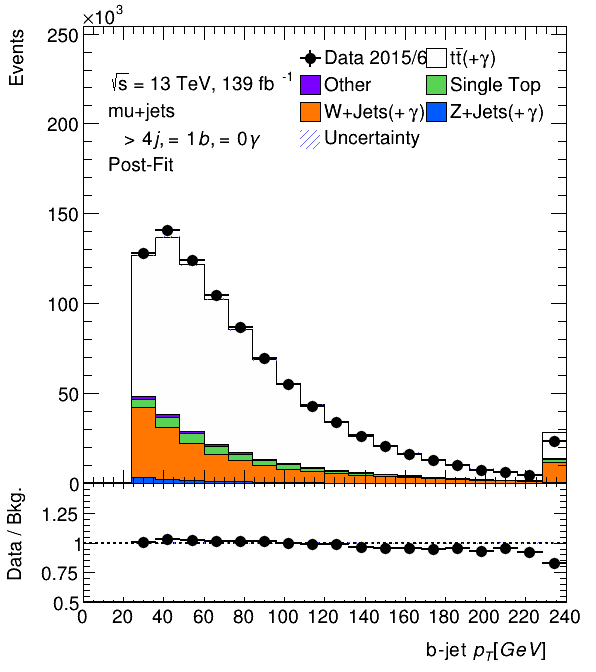 ×10³
Events
250
200
150
100
50
0
√s = 13 TeV, 139 fb⁻¹
mu+jets
> 4j, = 1b, = 0γ
Post-Fit
Data 2015/6
tt̄(+γ)
Other
Single Top
W+Jets(+γ)
Z+Jets(+γ)
Uncertainty
Data / Bkg.
1.25
1
0.75
0.5
0 20 40 60 80 100 120 140 160 180 200 220 240
b-jet p_T[GeV]